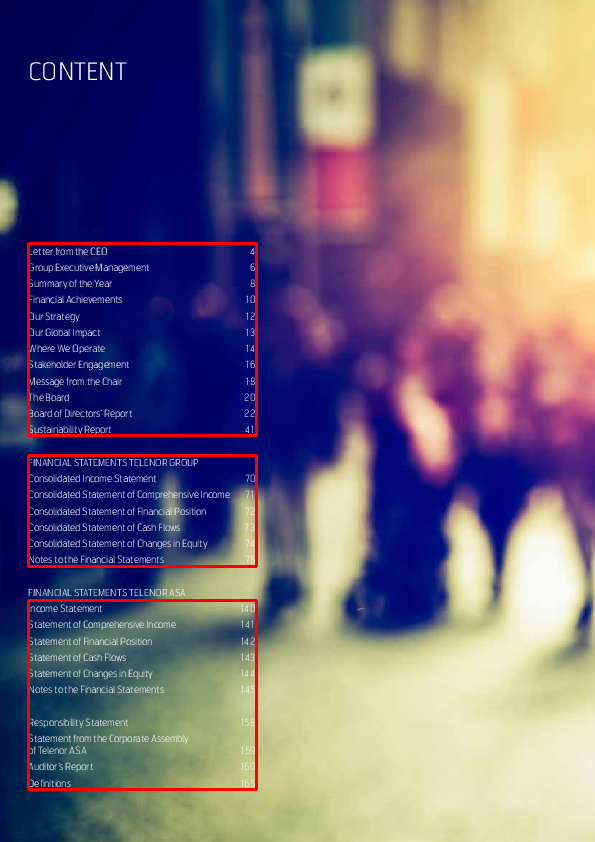 CONTENT
Letter from the CEO 4
Group Executive Management 6
Summary of the Year 8
Financial Achievements 10
Our Strategy 12
Our Global Impact 13
Where We Operate 14
Stakeholder Engagement 16
Message from the Chair 18
The Board 20
Board of Directors' Report 22
Sustainability Report 41
FINANCIAL STATEMENTS TELENOR GROUP
Consolidated Income Statement 70
Consolidated Statement of Comprehensive Income 71
Consolidated Statement of Financial Position 72
Consolidated Statement of Cash Flows 73
Consolidated Statement of Changes in Equity 74
Notes to the Financial Statements 75
FINANCIAL STATEMENTS TELENOR ASA
Income Statement 140
Statement of Comprehensive Income 141
Statement of Financial Position 142
Statement of Cash Flows 143
Statement of Changes in Equity 144
Notes to the Financial Statements 145
Responsibility Statement 158
Statement from the Corporate Assembly
of Telenor ASA 159
Auditor's Report 160
Definitions 165